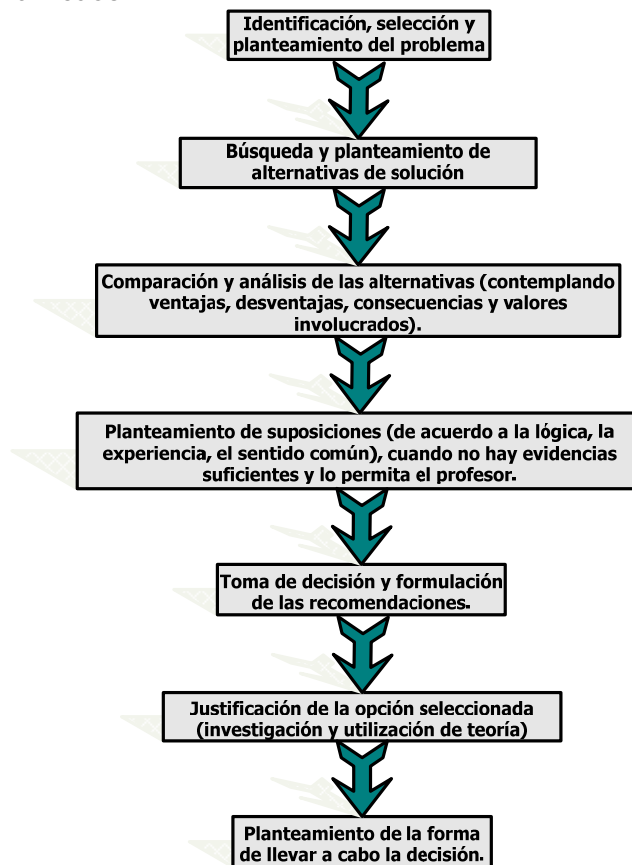 Identificación, selección y
planteamiento del problema
Búsqueda y planteamiento de
alternativas de solución
Comparación y análisis de las alternativas (contemplando
ventajas, desventajas, consecuencias y valores
involucrados).
Planteamiento de suposiciones (de acuerdo a la lógica, la
experiencia, el sentido común), cuando no hay evidencias
suficientes y lo permita el profesor.
Toma de decisión y formulación
de las recomendaciones.
Justificación de la opción seleccionada
(investigación y utilización de teoría)
Planteamiento de la forma
de llevar a cabo la decisión.